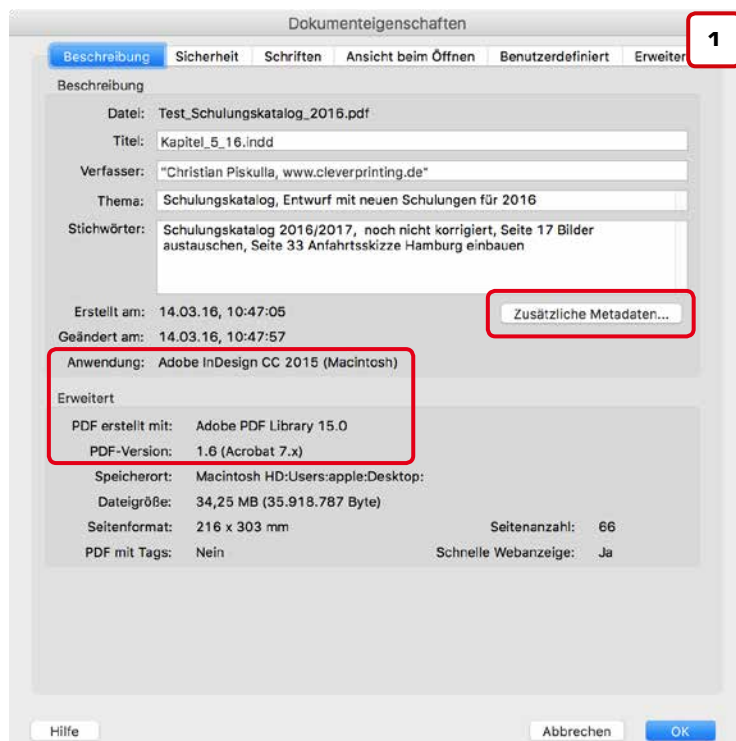 Dokumenteigenschaften
1
Beschreibung Sicherheit Schriften Ansicht beim Öffnen Benutzerdefiniert Erweiter
Beschreibung
Datei: Test_Schulungskatalog_2016.pdf
Titel: Kapitel_5_16.indd
Verfasser: "Christian Piskulla, www.cleverprinting.de"
Thema: Schulungskatalog, Entwurf mit neuen Schulungen für 2016
Stichwörter: Schulungskatalog 2016/2017, noch nicht korrigiert, Seite 17 Bilder
austauschen, Seite 33 Anfahrtsskizze Hamburg einbauen
Erstellt am: 14.03.16, 10:47:05 Zusätzliche Metadaten...
Geändert am: 14.03.16, 10:47:57
Anwendung: Adobe InDesign CC 2015 (Macintosh)
Erweitert
PDF erstellt mit: Adobe PDF Library 15.0
PDF-Version: 1.6 (Acrobat 7.x)
Speicherort: Macintosh HD:Users:apple:Desktop:
Dateigröße: 34,25 MB (35.918.787 Byte)
Seitenformat: 216 x 303 mm Seitenanzahl: 66
PDF mit Tags: Nein Schnelle Webanzeige: Ja
Hilfe Abbrechen OK